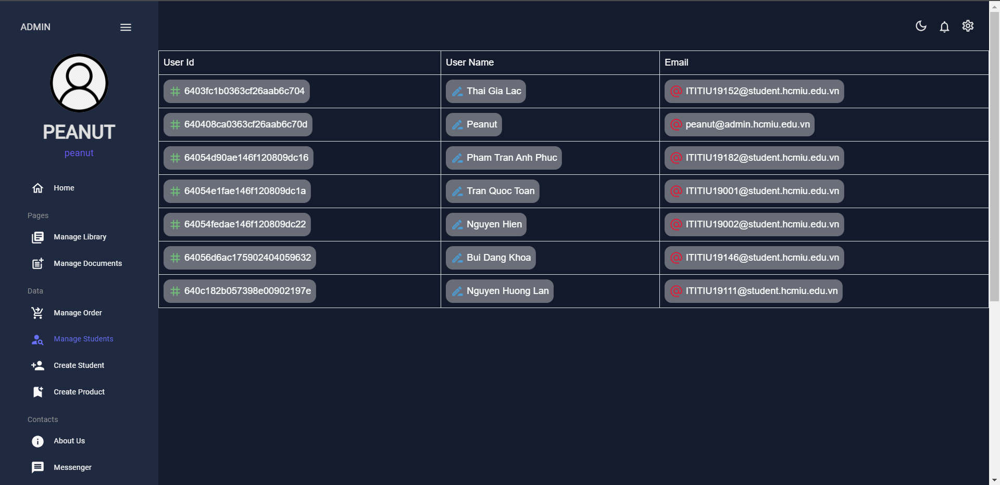 ADMIN
PEANUT
peanut
Home
Pages
Manage Library
Manage Documents
Data
Manage Order
Manage Students
Create Student
Create Product
Contacts
About Us
Messenger
User Id User Name Email
6403fc1b0363cf26aab6c704 Thai Gia Lac ITITIU19152@student.hcmiu.edu.vn
640408ca0363cf26aab6c70d Peanut peanut@admin.hcmiu.edu.vn
64054d90ae146f120809dc16 Pham Tran Anh Phuc ITITIU19182@student.hcmiu.edu.vn
64054e1fae146f120809dc1a Tran Quoc Toan ITITIU19001@student.hcmiu.edu.vn
64054fedae146f120809dc22 Nguyen Hien ITITIU19002@student.hcmiu.edu.vn
64056d6ac175902404059632 Bui Dang Khoa ITITIU19146@student.hcmiu.edu.vn
640c182b057398e00902197e Nguyen Huong Lan ITITIU19111@student.hcmiu.edu.vn